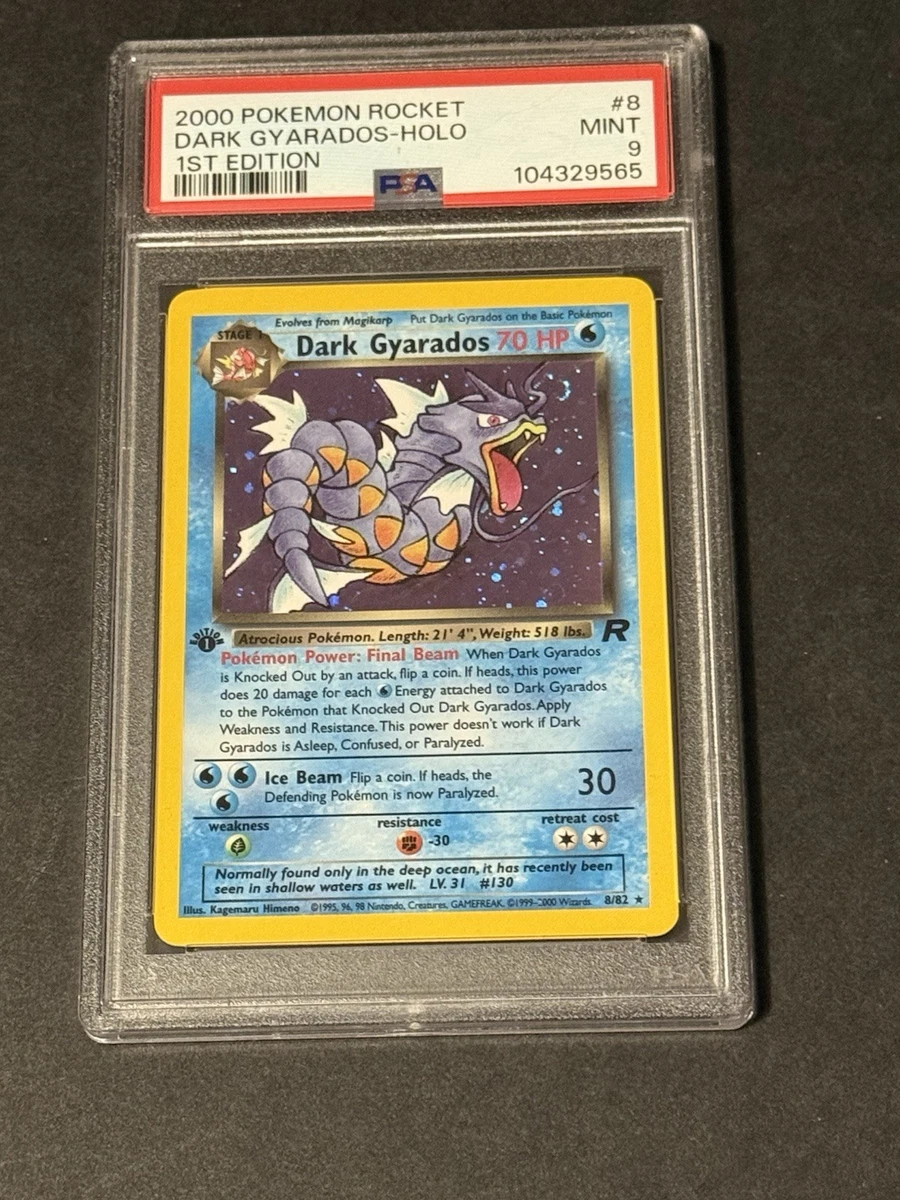 2000 POKEMON ROCKET #8
DARK GYARADOS-HOLO MINT
1ST EDITION 9
PSA 104329565
STAGE 1 Evolves from Magikarp Put Dark Gyarados on the Basic Pokémon
Dark Gyarados 70 HP
EDITION 1
Atrocious Pokémon. Length: 21' 4", Weight: 518 lbs. R
Pokémon Power: Final Beam When Dark Gyarados
is Knocked Out by an attack, flip a coin. If heads, this power
does 20 damage for each Energy attached to Dark Gyarados
to the Pokémon that Knocked Out Dark Gyarados. Apply
Weakness and Resistance. This power doesn't work if Dark
Gyarados is Asleep, Confused, or Paralyzed.
Ice Beam Flip a coin. If heads, the 30
Defending Pokémon is now Paralyzed.
weakness resistance retreat cost
-30
Normally found only in the deep ocean, it has recently been
seen in shallow waters as well. LV. 31 #130
Illus. Kagemaru Himeno ©1995, 96, 98 Nintendo, Creatures, GAMEFREAK. ©1999-2000 Wizards. 8/82 ★
PSA